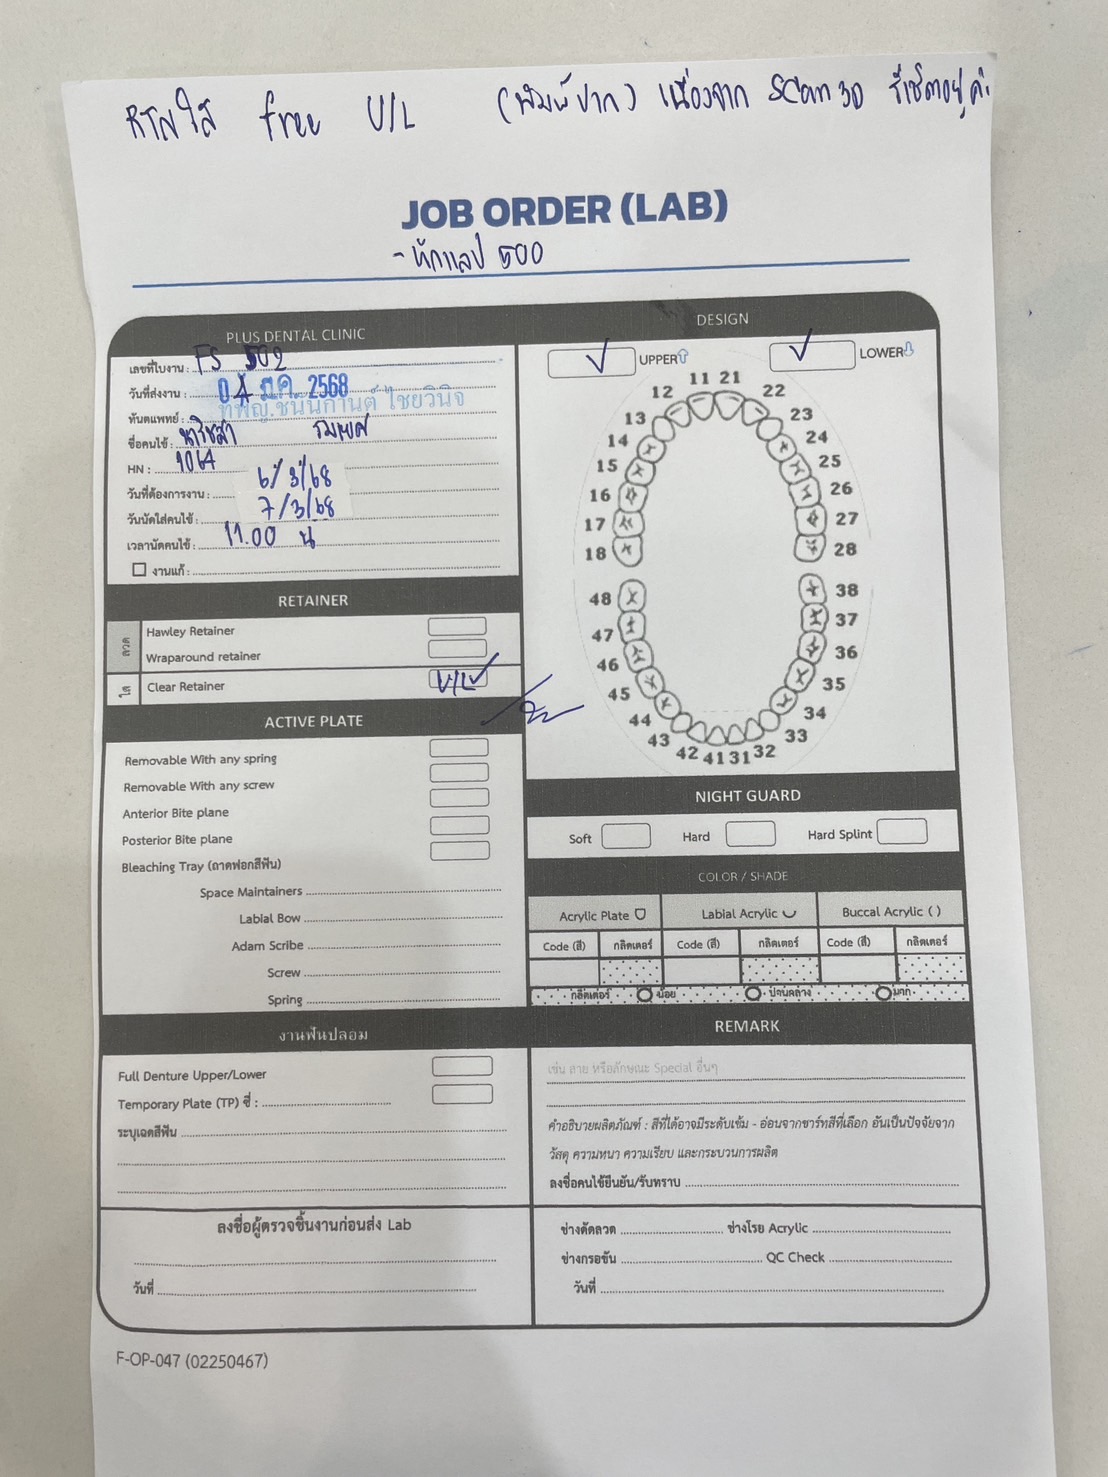 รีเทนใส free U/L (พิมพ์ปาก) เนื่องจาก scan 3D รีเซ็ตอยู่ค่ะ
JOB ORDER (LAB)
- หักแลป 500
PLUS DENTAL CLINIC
เลขที่ใบงาน : FS 502
วันที่ส่งงาน : 04 มี.ค. 2568
ทันตแพทย์ : ทพญ.ชนนิกานต์ ไชยวินิจ
ชื่อคนไข้ : นาริชสา
HN : 1064
วันที่ต้องการงาน : 6/3/68
วันนัดใส่คนไข้ : 7/3/68
เวลานัดคนไข้ : 11.00 น
งานแก้ :
RETAINER
ลวด
Hawley Retainer
Wraparound retainer
ใส
Clear Retainer U/L
ACTIVE PLATE
Removable With any spring
Removable With any screw
Anterior Bite plane
Posterior Bite plane
Bleaching Tray (ถาดฟอกสีฟัน)
Space Maintainers
Labial Bow
Adam Scribe
Screw
Spring
งานฟันปลอม
Full Denture Upper/Lower
Temporary Plate (TP) ซี่ :
ระบุเฉดสีฟัน
ลงชื่อผู้ตรวจชิ้นงานก่อนส่ง Lab
วันที่
DESIGN
UPPER LOWER
11 21
12 22
13 23
14 24
15 25
16 26
17 27
18 28
48 38
47 37
46 36
45 35
44 34
43 33
42 41 31 32
NIGHT GUARD
Soft Hard Hard Splint
COLOR / SHADE
Acrylic Plate Labial Acrylic Buccal Acrylic ( )
Code (สี) กลิตเตอร์ Code (สี) กลิตเตอร์ Code (สี) กลิตเตอร์
กลิตเตอร์ น้อย ปานกลาง มาก
REMARK
เช่น ลาย หรือลักษณะ Special อื่นๆ
คำอธิบายผลิตภัณฑ์ : สีที่ได้อาจมีระดับเข้ม - อ่อนจากชาร์ทสีที่เลือก อันเป็นปัจจัยจาก
วัสดุ ความหนา ความเรียบ และกระบวนการผลิต
ลงชื่อคนไข้ยืนยัน/รับทราบ
ช่างดัดลวด ช่างโรย Acrylic
ช่างกรอขัน QC Check
วันที่
F-OP-047 (02250467)